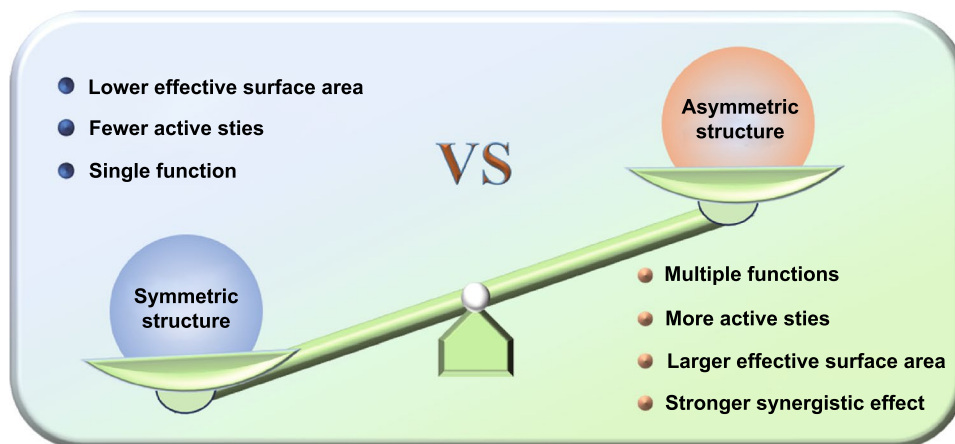 Lower effective surface area
Fewer active sties
Single function
VS
Asymmetric
structure
Symmetric
structure
Multiple functions
More active sties
Larger effective surface area
Stronger synergistic effect